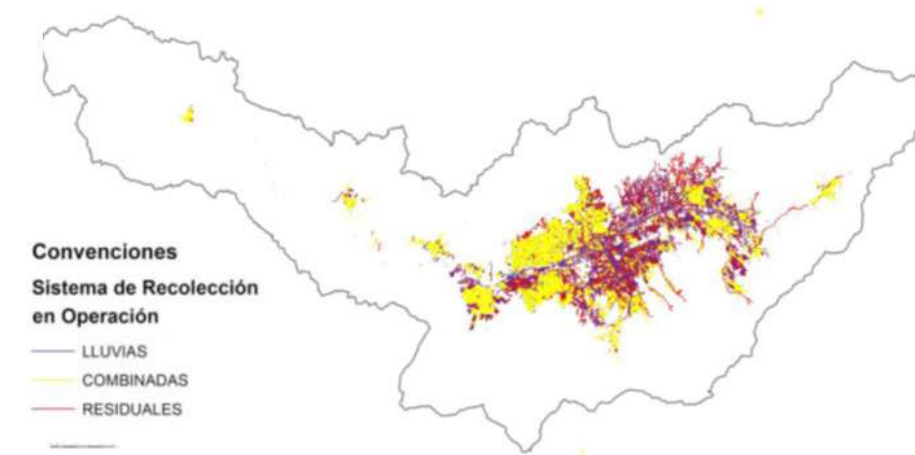 Convenciones
Sistema de Recolección
en Operación
LLUVIAS
COMBINADAS
RESIDUALES